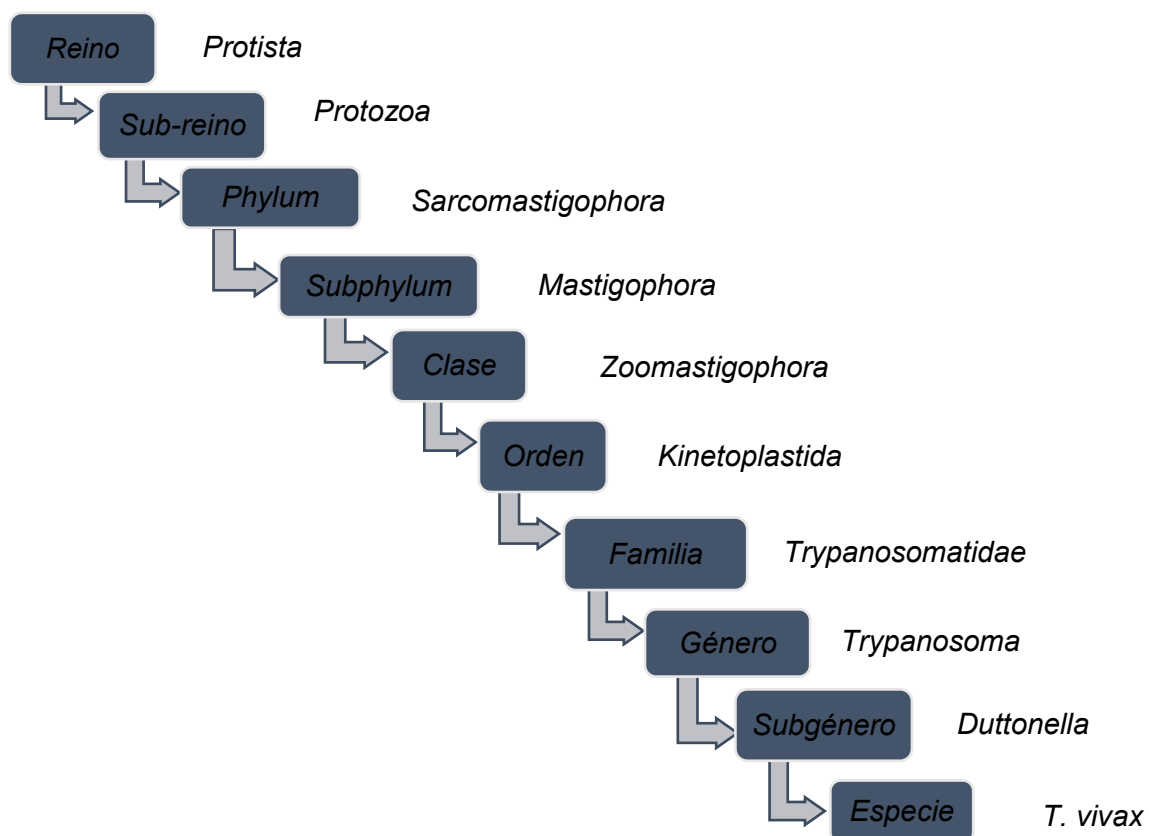 Reino Protista
Sub-reino Protozoa
Phylum Sarcomastigophora
Subphylum Mastigophora
Clase Zoomastigophora
Orden Kinetoplastida
Familia Trypanosomatidae
Género Trypanosoma
Subgénero Duttonella
Especie T. vivax